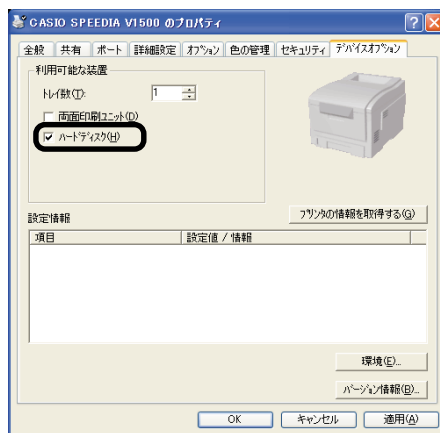 CASIO SPEEDIA V1500 のプロパティ
全般 共有 ポート 詳細設定 オプション 色の管理 セキュリティ デバイスオプション
利用可能な装置
トレイ数(T): 1
両面印刷ユニット(D)
ハードディスク(H)
設定情報
プリンタの情報を取得する(G)
項目 設定値 / 情報
環境(E)...
バージョン情報(B)...
OK キャンセル 適用(A)